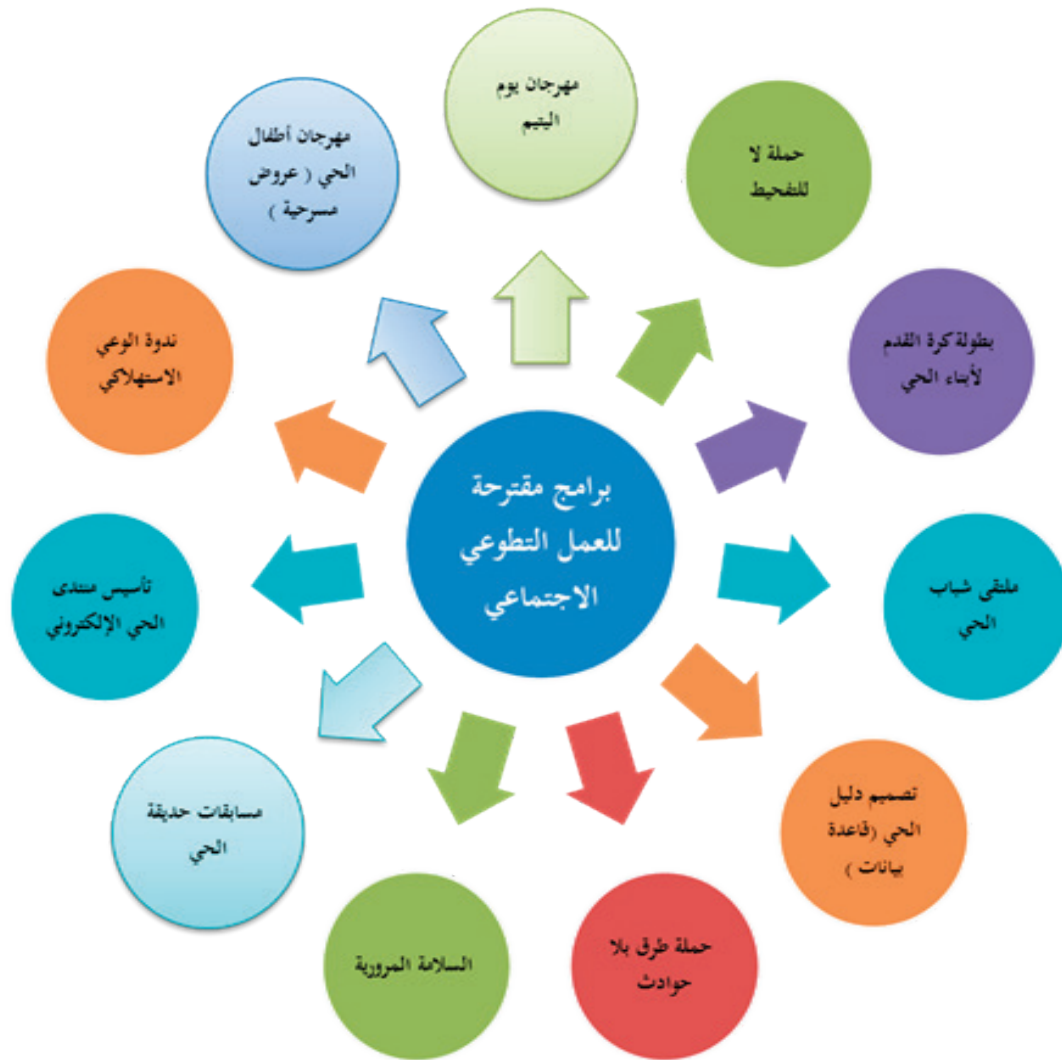 برامج مقترحة
للعمل التطوعي
الاجتماعي
مهرجان يوم
اليتيم
حملة لا
للتفحيط
بطولة كرة القدم
لأبناء الحي
ملتقى شباب
الحي
تصميم دليل
الحي (قاعدة
بيانات )
حملة طرق بلا
حوادث
السلامة المرورية
مسابقات حديقة
الحي
تأسيس منتدى
الحي الإلكتروني
ندوة الوعي
الاستهلاكي
مهرجان أطفال
الحي ( عروض
مسرحية )